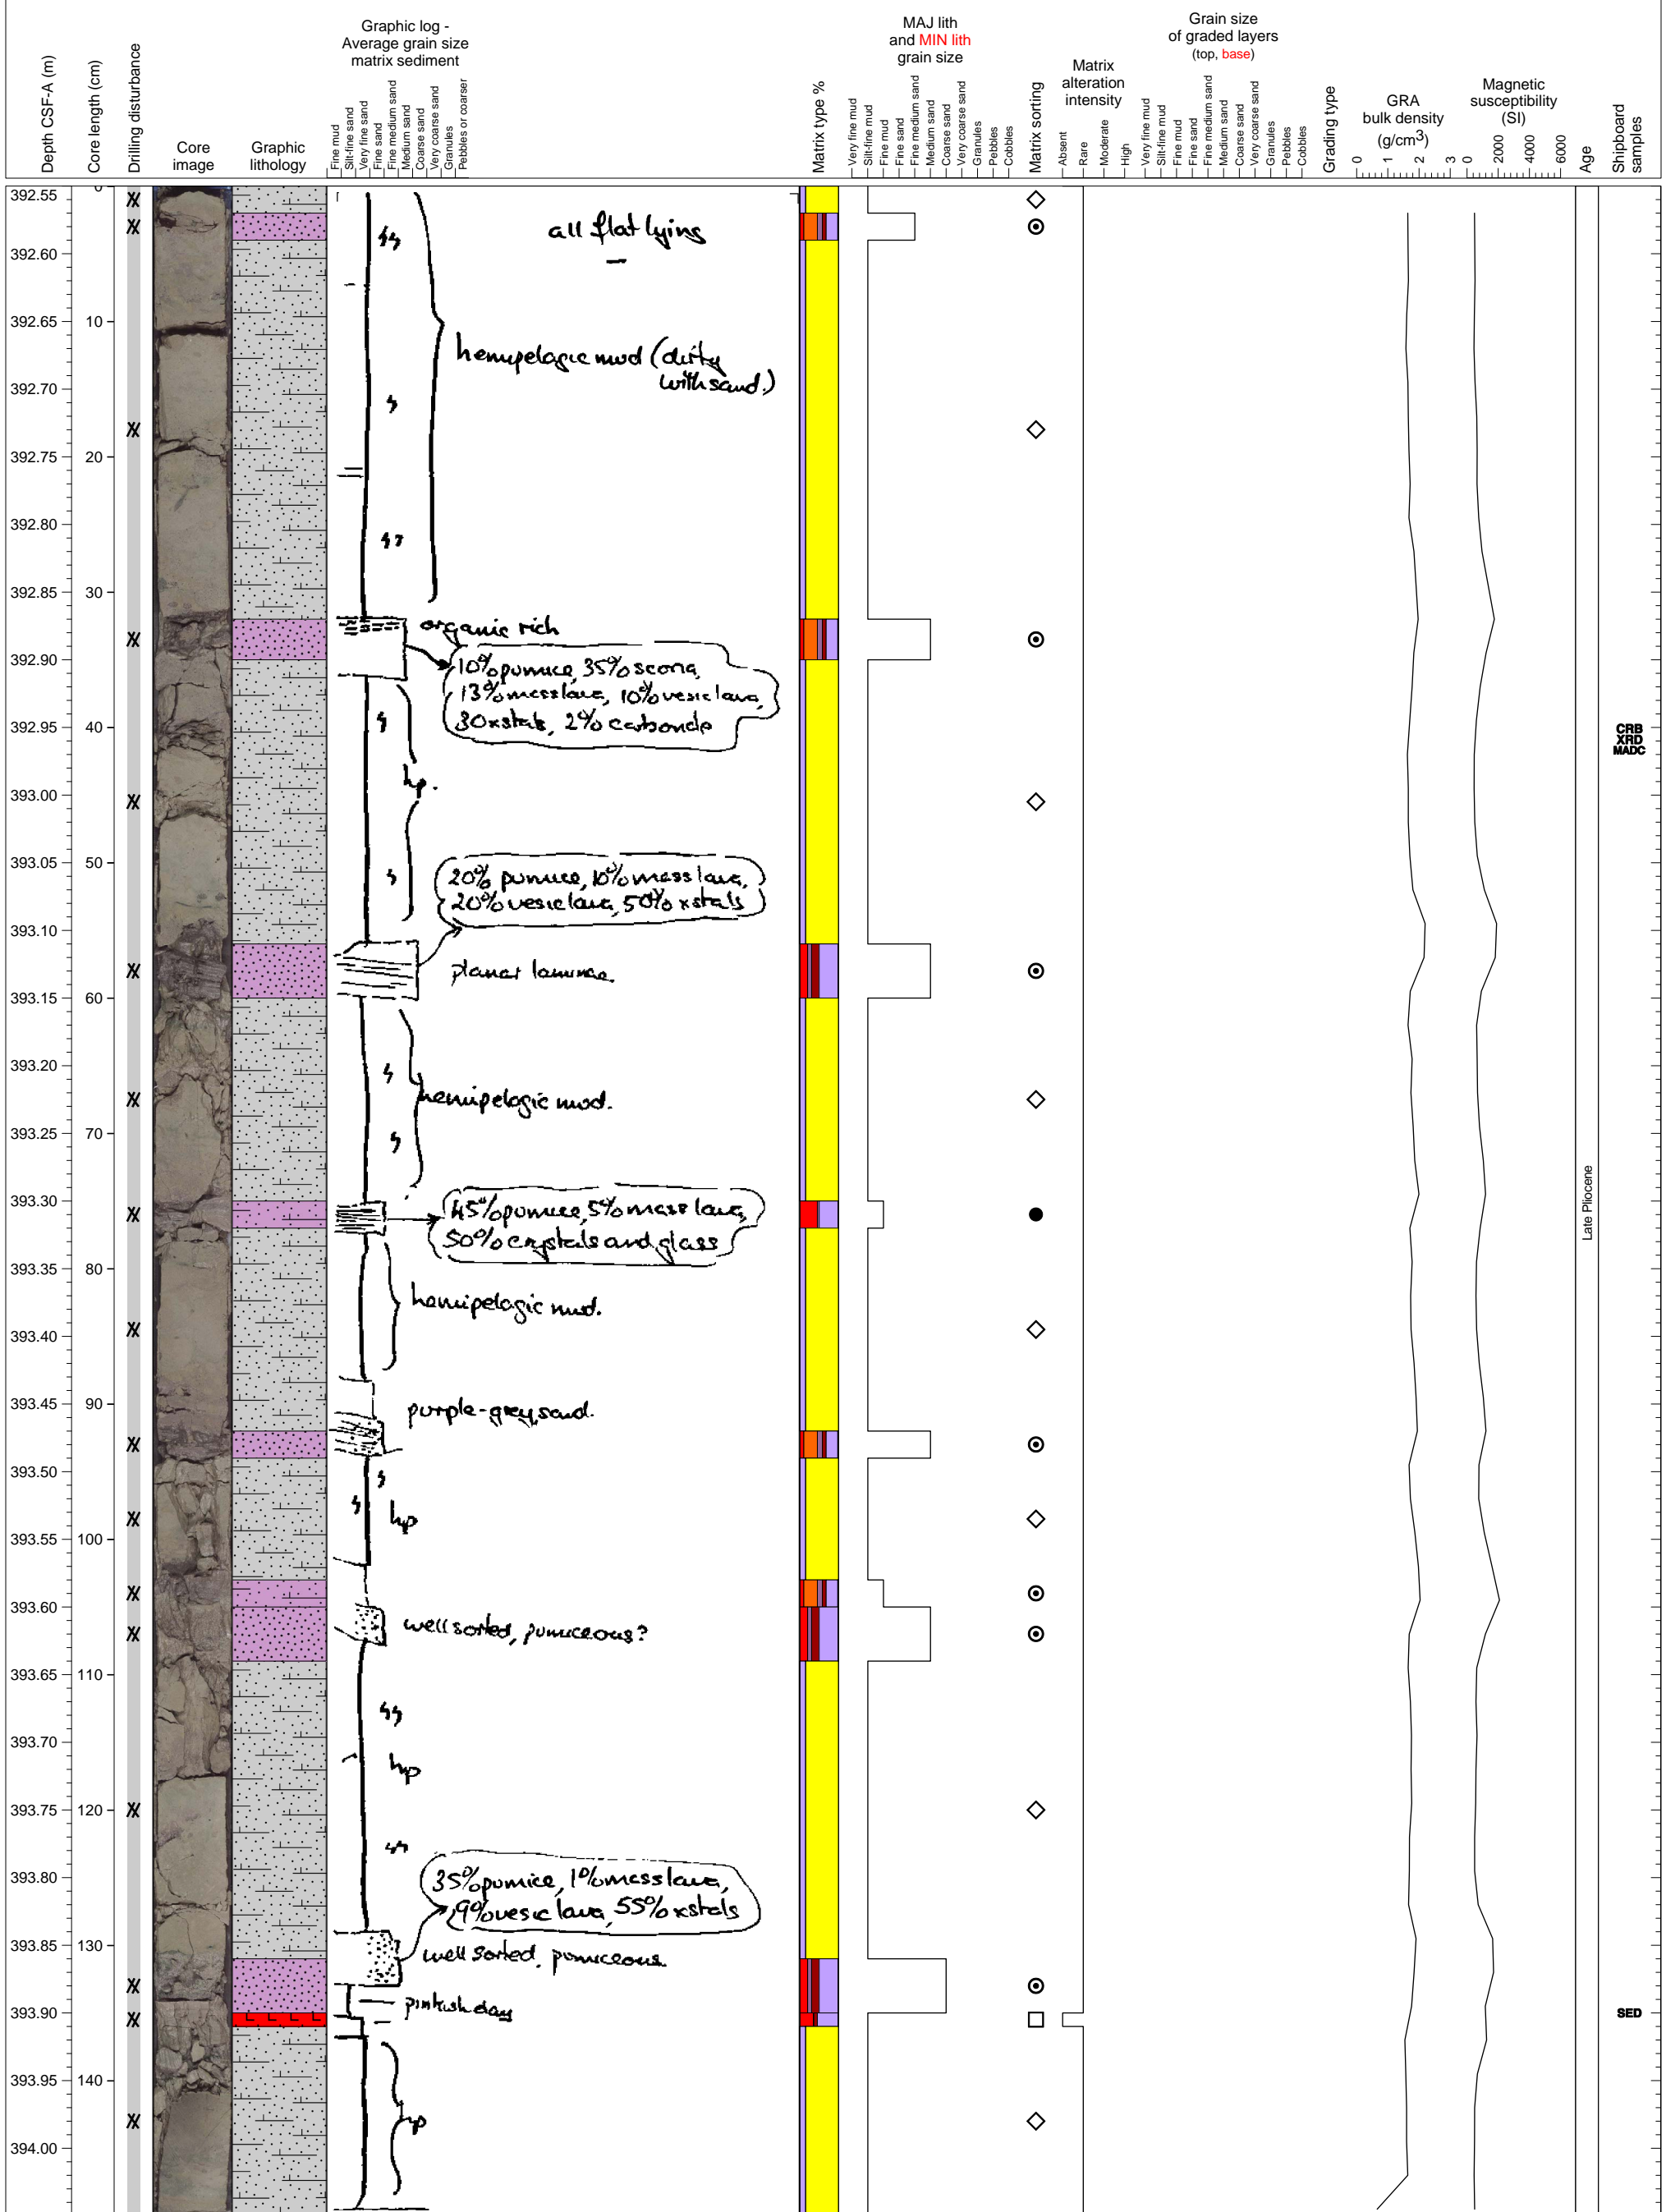 Depth CSF-A (m)
Core length (cm)
Drilling disturbance
Core image
Graphic lithology
Graphic log -
Average grain size
matrix sediment
Fine mud
Silt-fine sand
Very fine sand
Fine sand
Fine medium sand
Medium sand
Coarse sand
Very coarse sand
Granules
Pebbles or coarser
Matrix type %
MAJ lith
and MIN lith
grain size
Very fine mud
Silt-fine mud
Fine mud
Fine sand
Fine medium sand
Medium sand
Coarse sand
Very coarse sand
Granules
Pebbles
Cobbles
Matrix sorting
Matrix
alteration
intensity
Absent
Rare
Moderate
High
Grain size
of graded layers
(top, base)
Very fine mud
Silt-fine mud
Fine mud
Fine sand
Fine medium sand
Medium sand
Coarse sand
Very coarse sand
Granules
Pebbles
Cobbles
Grading type
GRA
bulk density
(g/cm3)
0 1 2 3
Magnetic
susceptibility
(SI)
0 2000 4000 6000
Age
Shipboard
samples
0
392.55
all flat lying
392.60
392.65
10
hemipelagic mud (dirty
with sand.)
392.70
392.75
20
392.80
392.85
30
organic rich
10% pumice, 35% scoria,
13% mass lava, 10% vesic lava,
30 xstals, 2% carbonate
392.90
392.95
40
CRB
XRD
MADC
hp.
393.00
393.05
50
20% pumice, 10% mass lava,
20% vesic lava, 50% xstals
393.10
planar laminae.
393.15
60
393.20
hemipelagic mud.
393.25
70
Late Pliocene
393.30
45% pumice, 5% mass lava,
50% crystals and glass
393.35
80
hemipelagic mud.
393.40
393.45
90
purple-grey sand.
393.50
hp
393.55
100
393.60
well sorted, pumiceous?
393.65
110
393.70
hp
393.75
120
393.80
35% pumice, 1% mass lava,
9% vesic lava, 55% xstals
393.85
130
well sorted, pumiceous.
393.90
pinkish clay
SED
393.95
140
hp
394.00